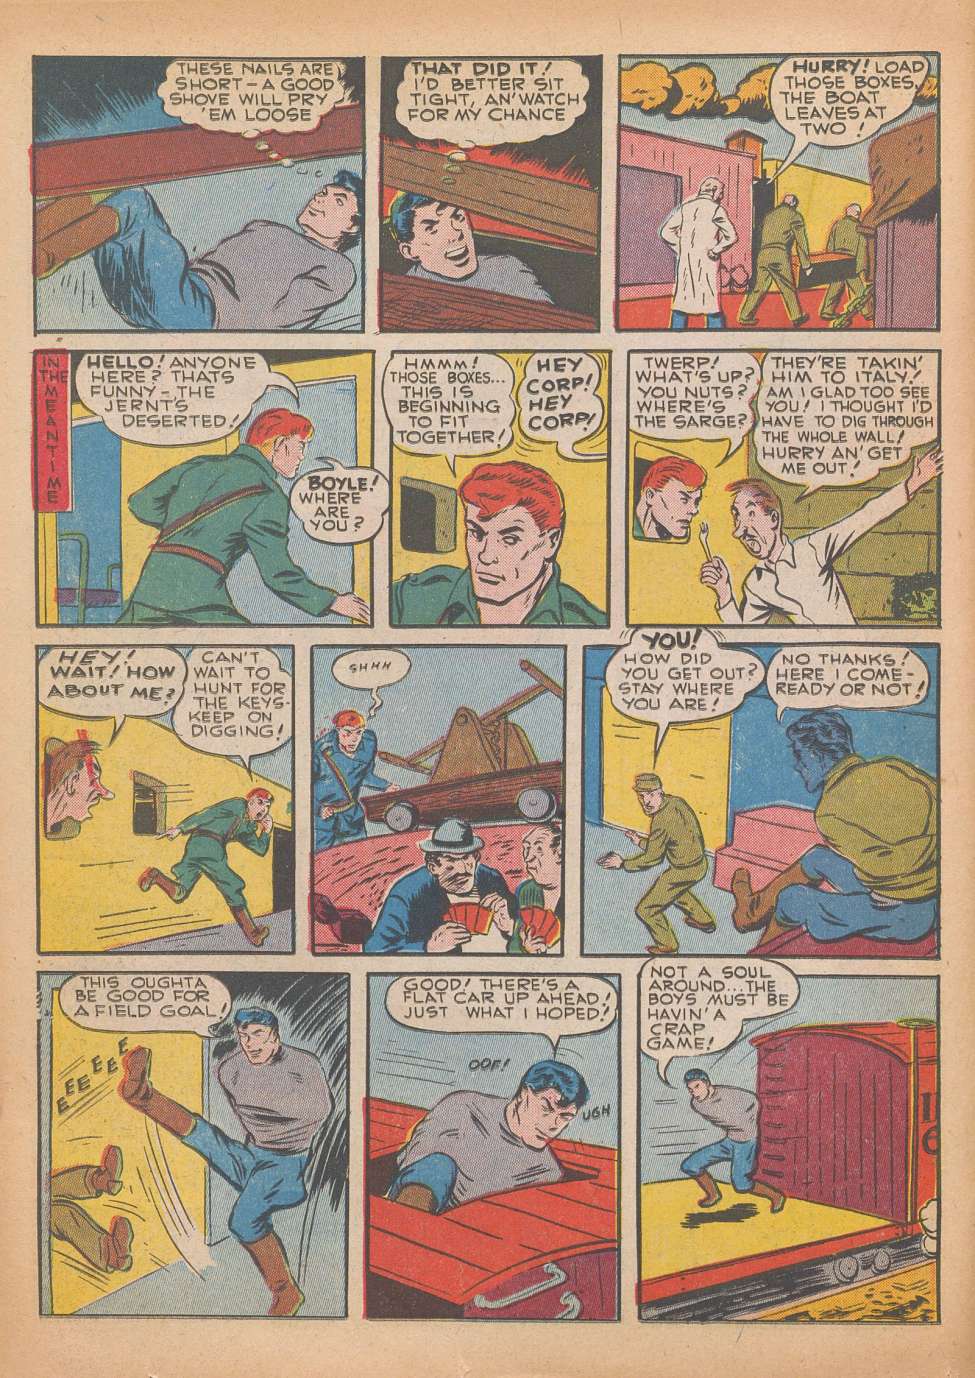 THESE NAILS ARE
SHORT – A GOOD
SHOVE WILL PRY
'EM LOOSE
THAT DID IT!
I'D BETTER SIT
TIGHT, AN' WATCH
FOR MY CHANCE
HURRY! LOAD
THOSE BOXES,
THE BOAT
LEAVES AT
TWO!
IN
THE
MEANTIME
HELLO! ANYONE
HERE? THATS
FUNNY – THE
JERNT'S
DESERTED!
BOYLE!
WHERE
ARE
YOU?
HMMM!
THOSE BOXES...
THIS IS
BEGINNING
TO FIT
TOGETHER!
HEY
CORP!
HEY
CORP!
TWERP!
WHAT'S UP?
YOU NUTS?
WHERE'S
THE SARGE?
THEY'RE TAKIN'
HIM TO ITALY!
AM I GLAD TOO SEE
YOU! I THOUGHT I'D
HAVE TO DIG THROUGH
THE WHOLE WALL!
HURRY AN' GET
ME OUT!
HEY!
WAIT! HOW
ABOUT ME?
CAN'T
WAIT TO
HUNT FOR
THE KEYS-
KEEP ON
DIGGING!
SHHH
YOU!
HOW DID
YOU GET OUT?
STAY WHERE
YOU ARE!
NO THANKS!
HERE I COME-
READY OR NOT!
THIS OUGHTA
BE GOOD FOR
A FIELD GOAL!
EEEEEEE
GOOD! THERE'S A
FLAT CAR UP AHEAD!
JUST WHAT I HOPED!
OOF!
UGH
NOT A SOUL
AROUND...THE
BOYS MUST BE
HAVIN' A
CRAP
GAME!
1
6